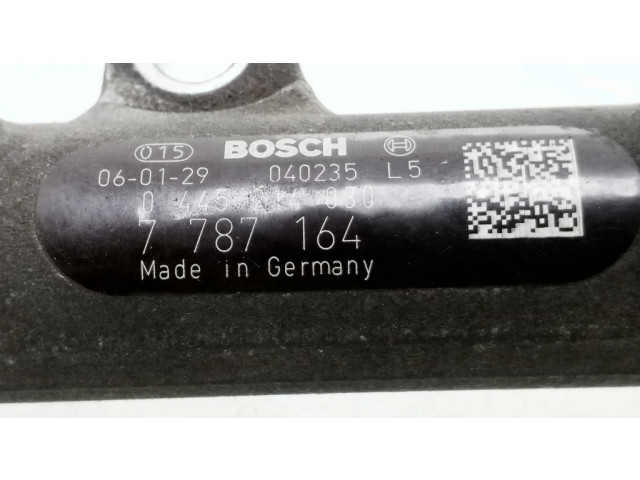 015 BOSCH
06-01-29 040235 L5
0 445 030
7 787 164
Made in Germany